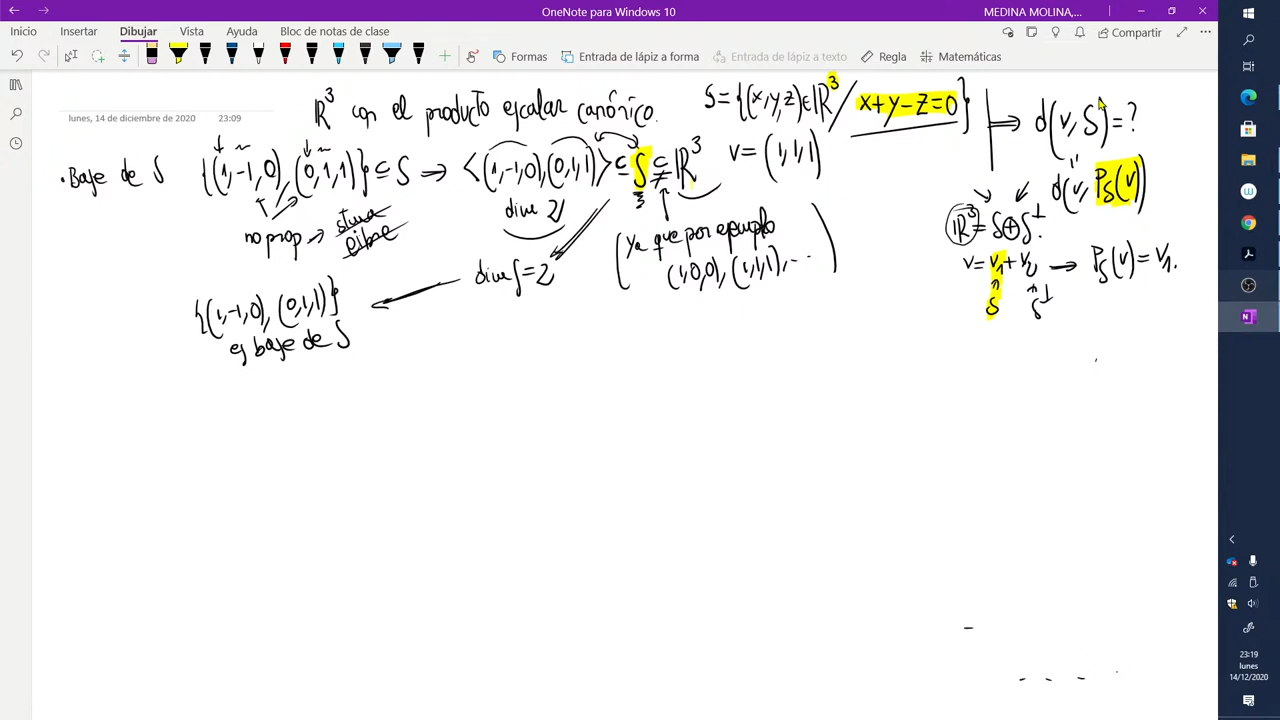 OneNote para Windows 10
MEDINA MOLINA,...
Inicio Insertar Dibujar Vista Ayuda Bloc de notas de clase
Compartir
Formas Entrada de lápiz a forma Entrada de lápiz a texto Regla Matemáticas
lunes, 14 de diciembre de 2020 23:09
ℝ³ con el producto escalar canónico.
S={(x,y,z)∈ℝ³/x+y-z=0}
v=(1,1,1)
⟹ d(v,S)=?
d(v, P_S(v))
·Base de S {(1,-1,0),(0,1,1)}⊆S ⟹ <(1,-1,0),(0,1,1)>⊆S⊊ℝ³
no prop →
libre
dim 2
3
(ya que por ejemplo
(1,0,0),(1,1,1),...)
dim S=2
{(1,-1,0),(0,1,1)}
es base de S
ℝ³=S⊕S⊥
v=v₁+v₂ → P_S(v)=v₁.
S S⊥
23:19
lunes
14/12/2020